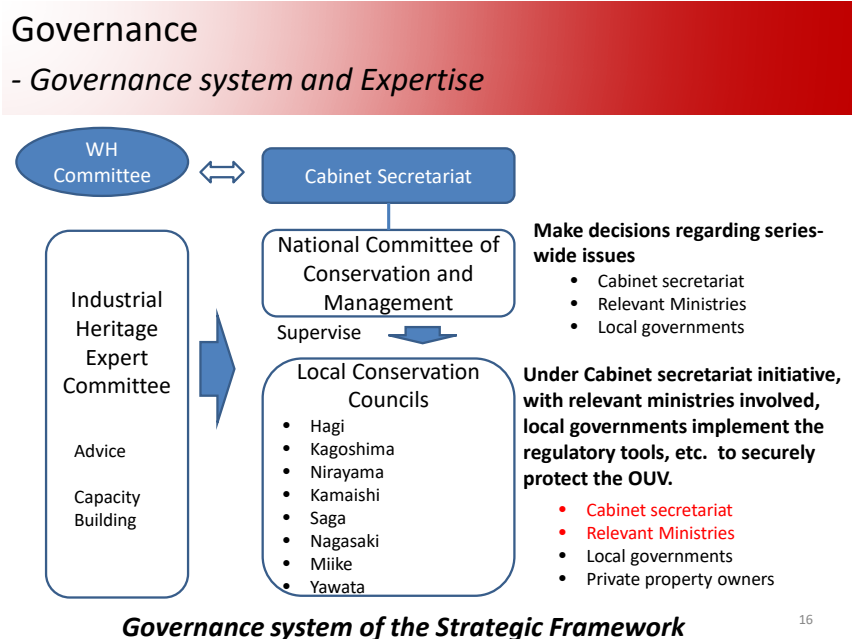 Governance
- Governance system and Expertise
WH
Committee
Cabinet Secretariat
National Committee of
Conservation and
Management
Make decisions regarding series-
wide issues
• Cabinet secretariat
• Relevant Ministries
• Local governments
Industrial
Heritage
Expert
Committee
Advice
Capacity
Building
Supervise
Local Conservation
Councils
• Hagi
• Kagoshima
• Nirayama
• Kamaishi
• Saga
• Nagasaki
• Miike
• Yawata
Under Cabinet secretariat initiative,
with relevant ministries involved,
local governments implement the
regulatory tools, etc. to securely
protect the OUV.
• Cabinet secretariat
• Relevant Ministries
• Local governments
• Private property owners
Governance system of the Strategic Framework
16